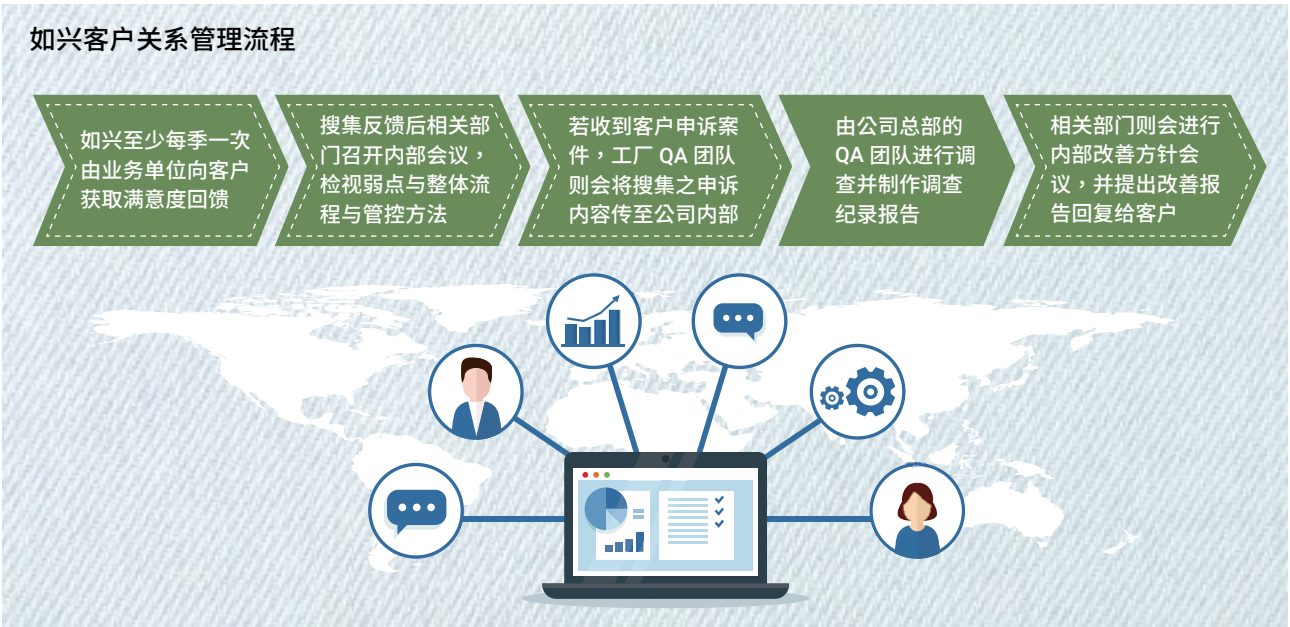 如兴客户关系管理流程
如兴至少每季一次
由业务单位向客户
获取满意度回馈
搜集反馈后相关部
门召开内部会议，
检视弱点与整体流
程与管控方法
若收到客户申诉案
件，工厂 QA 团队
则会将搜集之申诉
内容传至公司内部
由公司总部的
QA 团队进行调
查并制作调查
纪录报告
相关部门则会进行
内部改善方针会
议，并提出改善报
告回复给客户